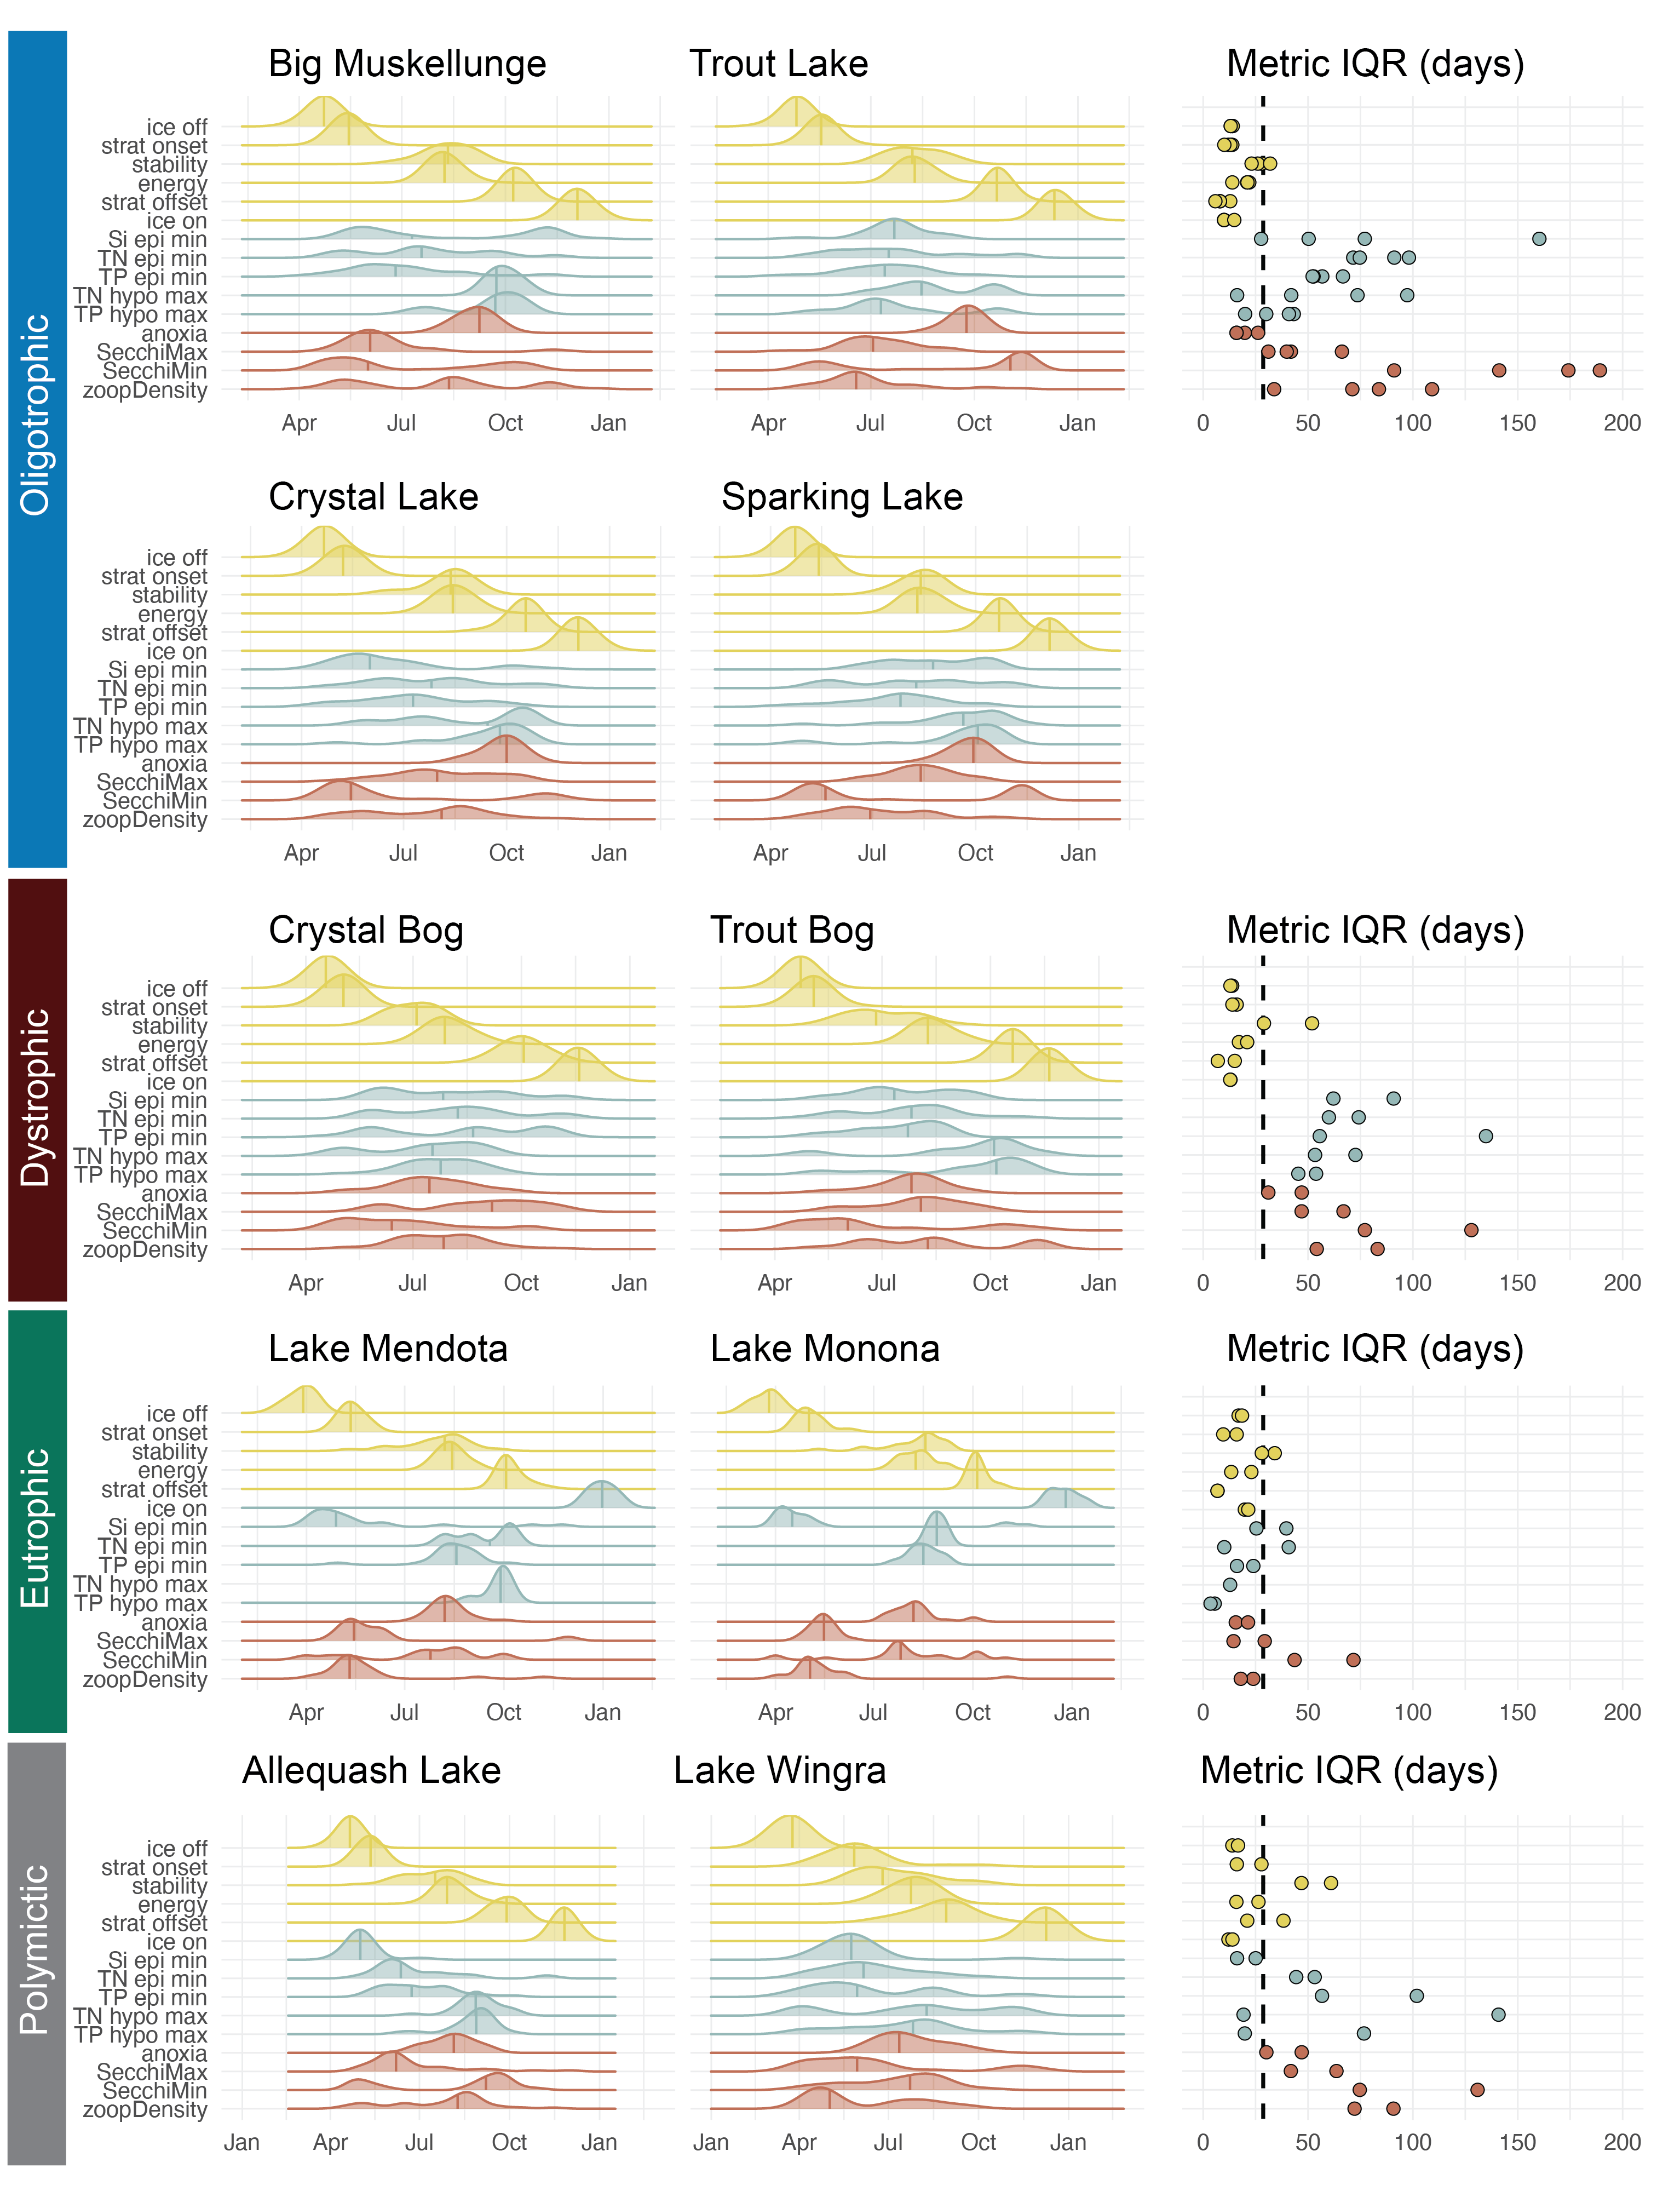 Oligotrophic
Big Muskellunge
Trout Lake
Metric IQR (days)
ice off
strat onset
stability
energy
strat offset
ice on
Si epi min
TN epi min
TP epi min
TN hypo max
TP hypo max
anoxia
SecchiMax
SecchiMin
zoopDensity
Apr Jul Oct Jan
Apr Jul Oct Jan
0 50 100 150 200
Crystal Lake
Sparking Lake
ice off
strat onset
stability
energy
strat offset
ice on
Si epi min
TN epi min
TP epi min
TN hypo max
TP hypo max
anoxia
SecchiMax
SecchiMin
zoopDensity
Apr Jul Oct Jan
Apr Jul Oct Jan
Dystrophic
Crystal Bog
Trout Bog
Metric IQR (days)
ice off
strat onset
stability
energy
strat offset
ice on
Si epi min
TN epi min
TP epi min
TN hypo max
TP hypo max
anoxia
SecchiMax
SecchiMin
zoopDensity
Apr Jul Oct Jan
Apr Jul Oct Jan
0 50 100 150 200
Eutrophic
Lake Mendota
Lake Monona
Metric IQR (days)
ice off
strat onset
stability
energy
strat offset
ice on
Si epi min
TN epi min
TP epi min
TN hypo max
TP hypo max
anoxia
SecchiMax
SecchiMin
zoopDensity
Apr Jul Oct Jan
Apr Jul Oct Jan
0 50 100 150 200
Polymictic
Allequash Lake
Lake Wingra
Metric IQR (days)
ice off
strat onset
stability
energy
strat offset
ice on
Si epi min
TN epi min
TP epi min
TN hypo max
TP hypo max
anoxia
SecchiMax
SecchiMin
zoopDensity
Jan Apr Jul Oct Jan
Jan Apr Jul Oct Jan
0 50 100 150 200